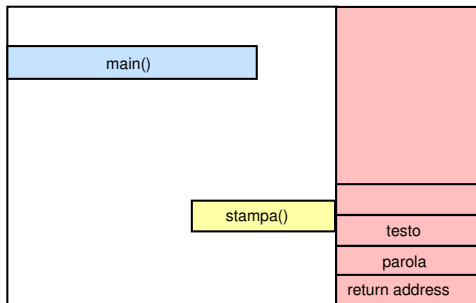 main()
stampa()
testo
parola
return address